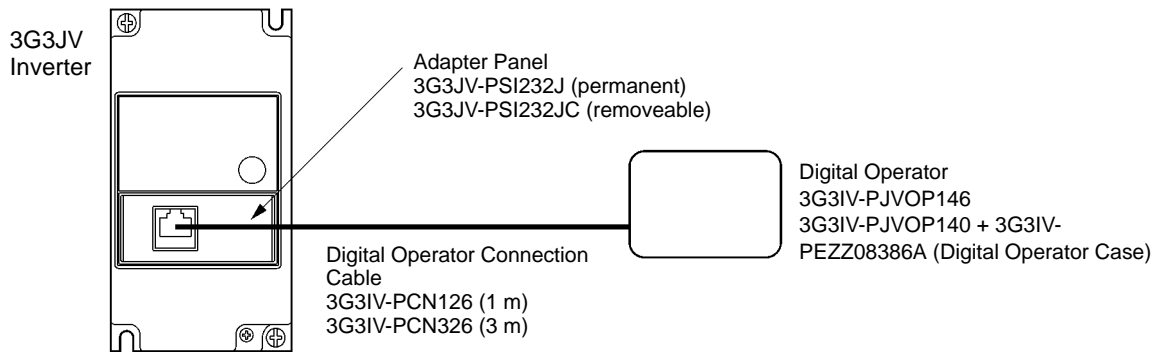 3G3JV
Inverter
Adapter Panel
3G3JV-PSI232J (permanent)
3G3JV-PSI232JC (removeable)
Digital Operator
3G3IV-PJVOP146
3G3IV-PJVOP140 + 3G3IV-
PEZZ08386A (Digital Operator Case)
Digital Operator Connection
Cable
3G3IV-PCN126 (1 m)
3G3IV-PCN326 (3 m)